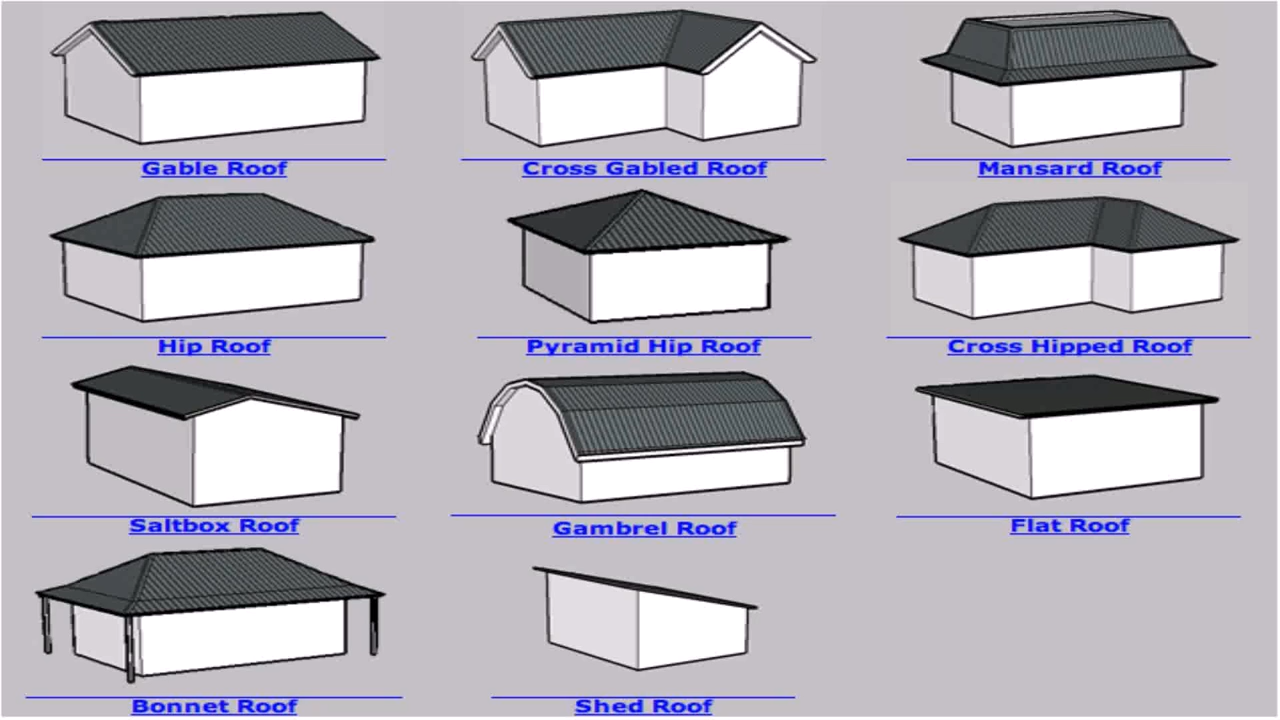 Gable Roof
Cross Gabled Roof
Mansard Roof
Hip Roof
Pyramid Hip Roof
Cross Hipped Roof
Saltbox Roof
Gambrel Roof
Flat Roof
Bonnet Roof
Shed Roof